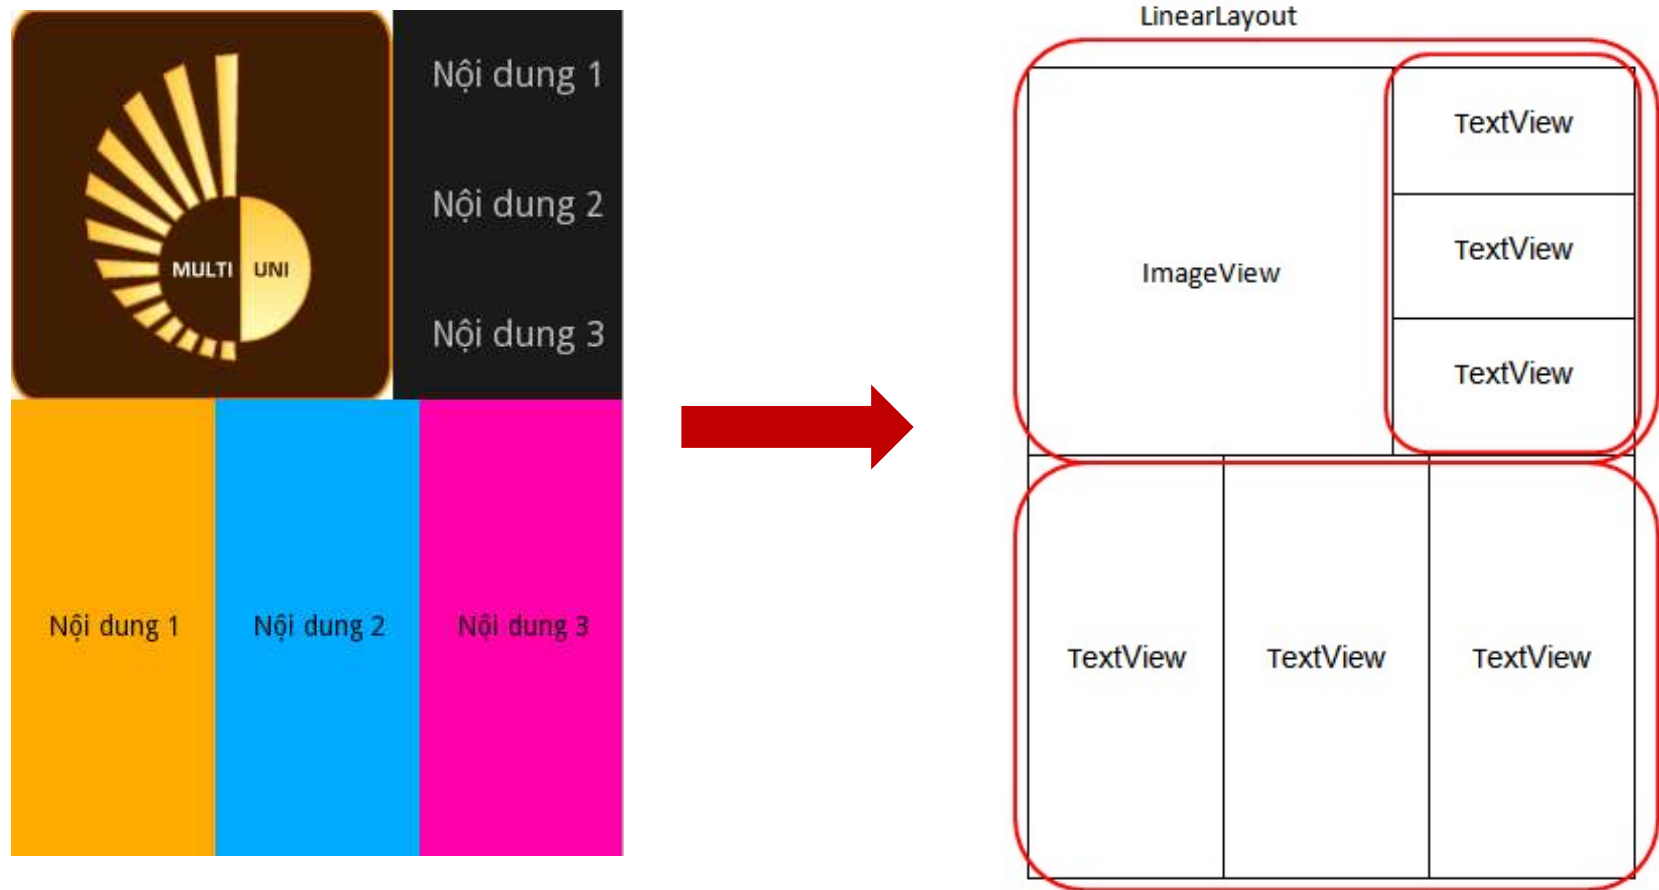 Nội dung 1
Nội dung 2
MULTI UNI
Nội dung 3
Nội dung 1 Nội dung 2 Nội dung 3
LinearLayout
TextView
TextView
ImageView
TextView
TextView TextView TextView